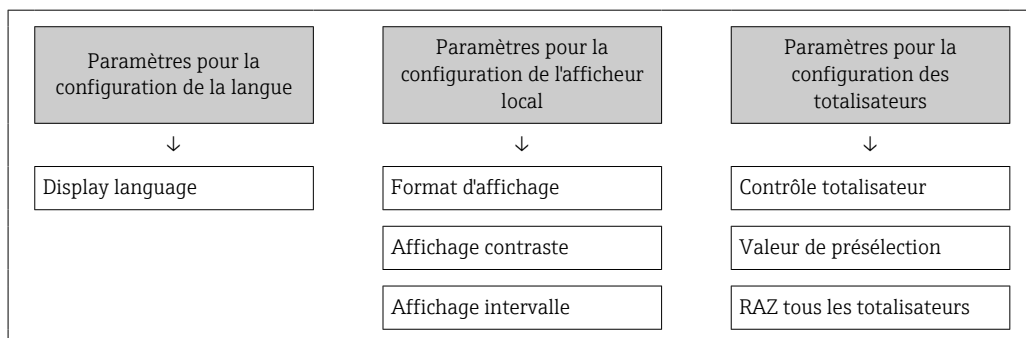 Paramètres pour la
configuration de la langue
Paramètres pour la
configuration de l'afficheur
local
Paramètres pour la
configuration des
totalisateurs
↓
↓
↓
Display language
Format d'affichage
Contrôle totalisateur
Affichage contraste
Valeur de présélection
Affichage intervalle
RAZ tous les totalisateurs